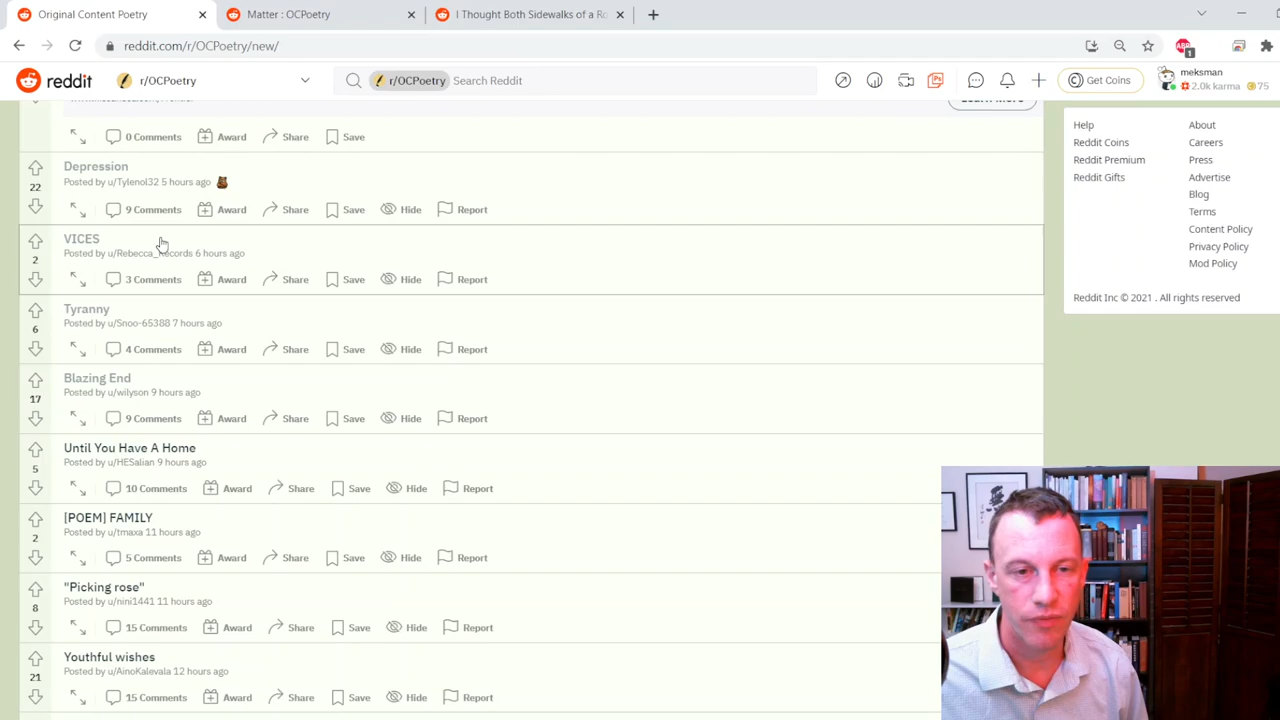 Original Content Poetry
Matter : OCPoetry
I Thought Both Sidewalks of a Ro
reddit.com/r/OCPoetry/new/
ABP
1
reddit
r/OCPoetry
r/OCPoetry
Search Reddit
Get Coins
meksman
2.0k karma
75
Learn More
0 Comments
Award
Share
Save
Depression
Posted by u/Tylenol32 5 hours ago
22
9 Comments
Award
Share
Save
Hide
Report
VICES
Posted by u/Rebecca_Records 6 hours ago
2
3 Comments
Award
Share
Save
Hide
Report
Tyranny
Posted by u/Snoo-65388 7 hours ago
6
4 Comments
Award
Share
Save
Hide
Report
Blazing End
Posted by u/wilyson 9 hours ago
17
9 Comments
Award
Share
Save
Hide
Report
Until You Have A Home
Posted by u/HESalian 9 hours ago
5
10 Comments
Award
Share
Save
Hide
Report
[POEM] FAMILY
Posted by u/tmaxa 11 hours ago
2
5 Comments
Award
Share
Save
Hide
Report
"Picking rose"
Posted by u/nini1441 11 hours ago
8
15 Comments
Award
Share
Save
Hide
Report
Youthful wishes
Posted by u/AinoKalevala 12 hours ago
21
15 Comments
Award
Share
Save
Hide
Report
Help
About
Reddit Coins
Careers
Reddit Premium
Press
Reddit Gifts
Advertise
Blog
Terms
Content Policy
Privacy Policy
Mod Policy
Reddit Inc © 2021 . All rights reserved